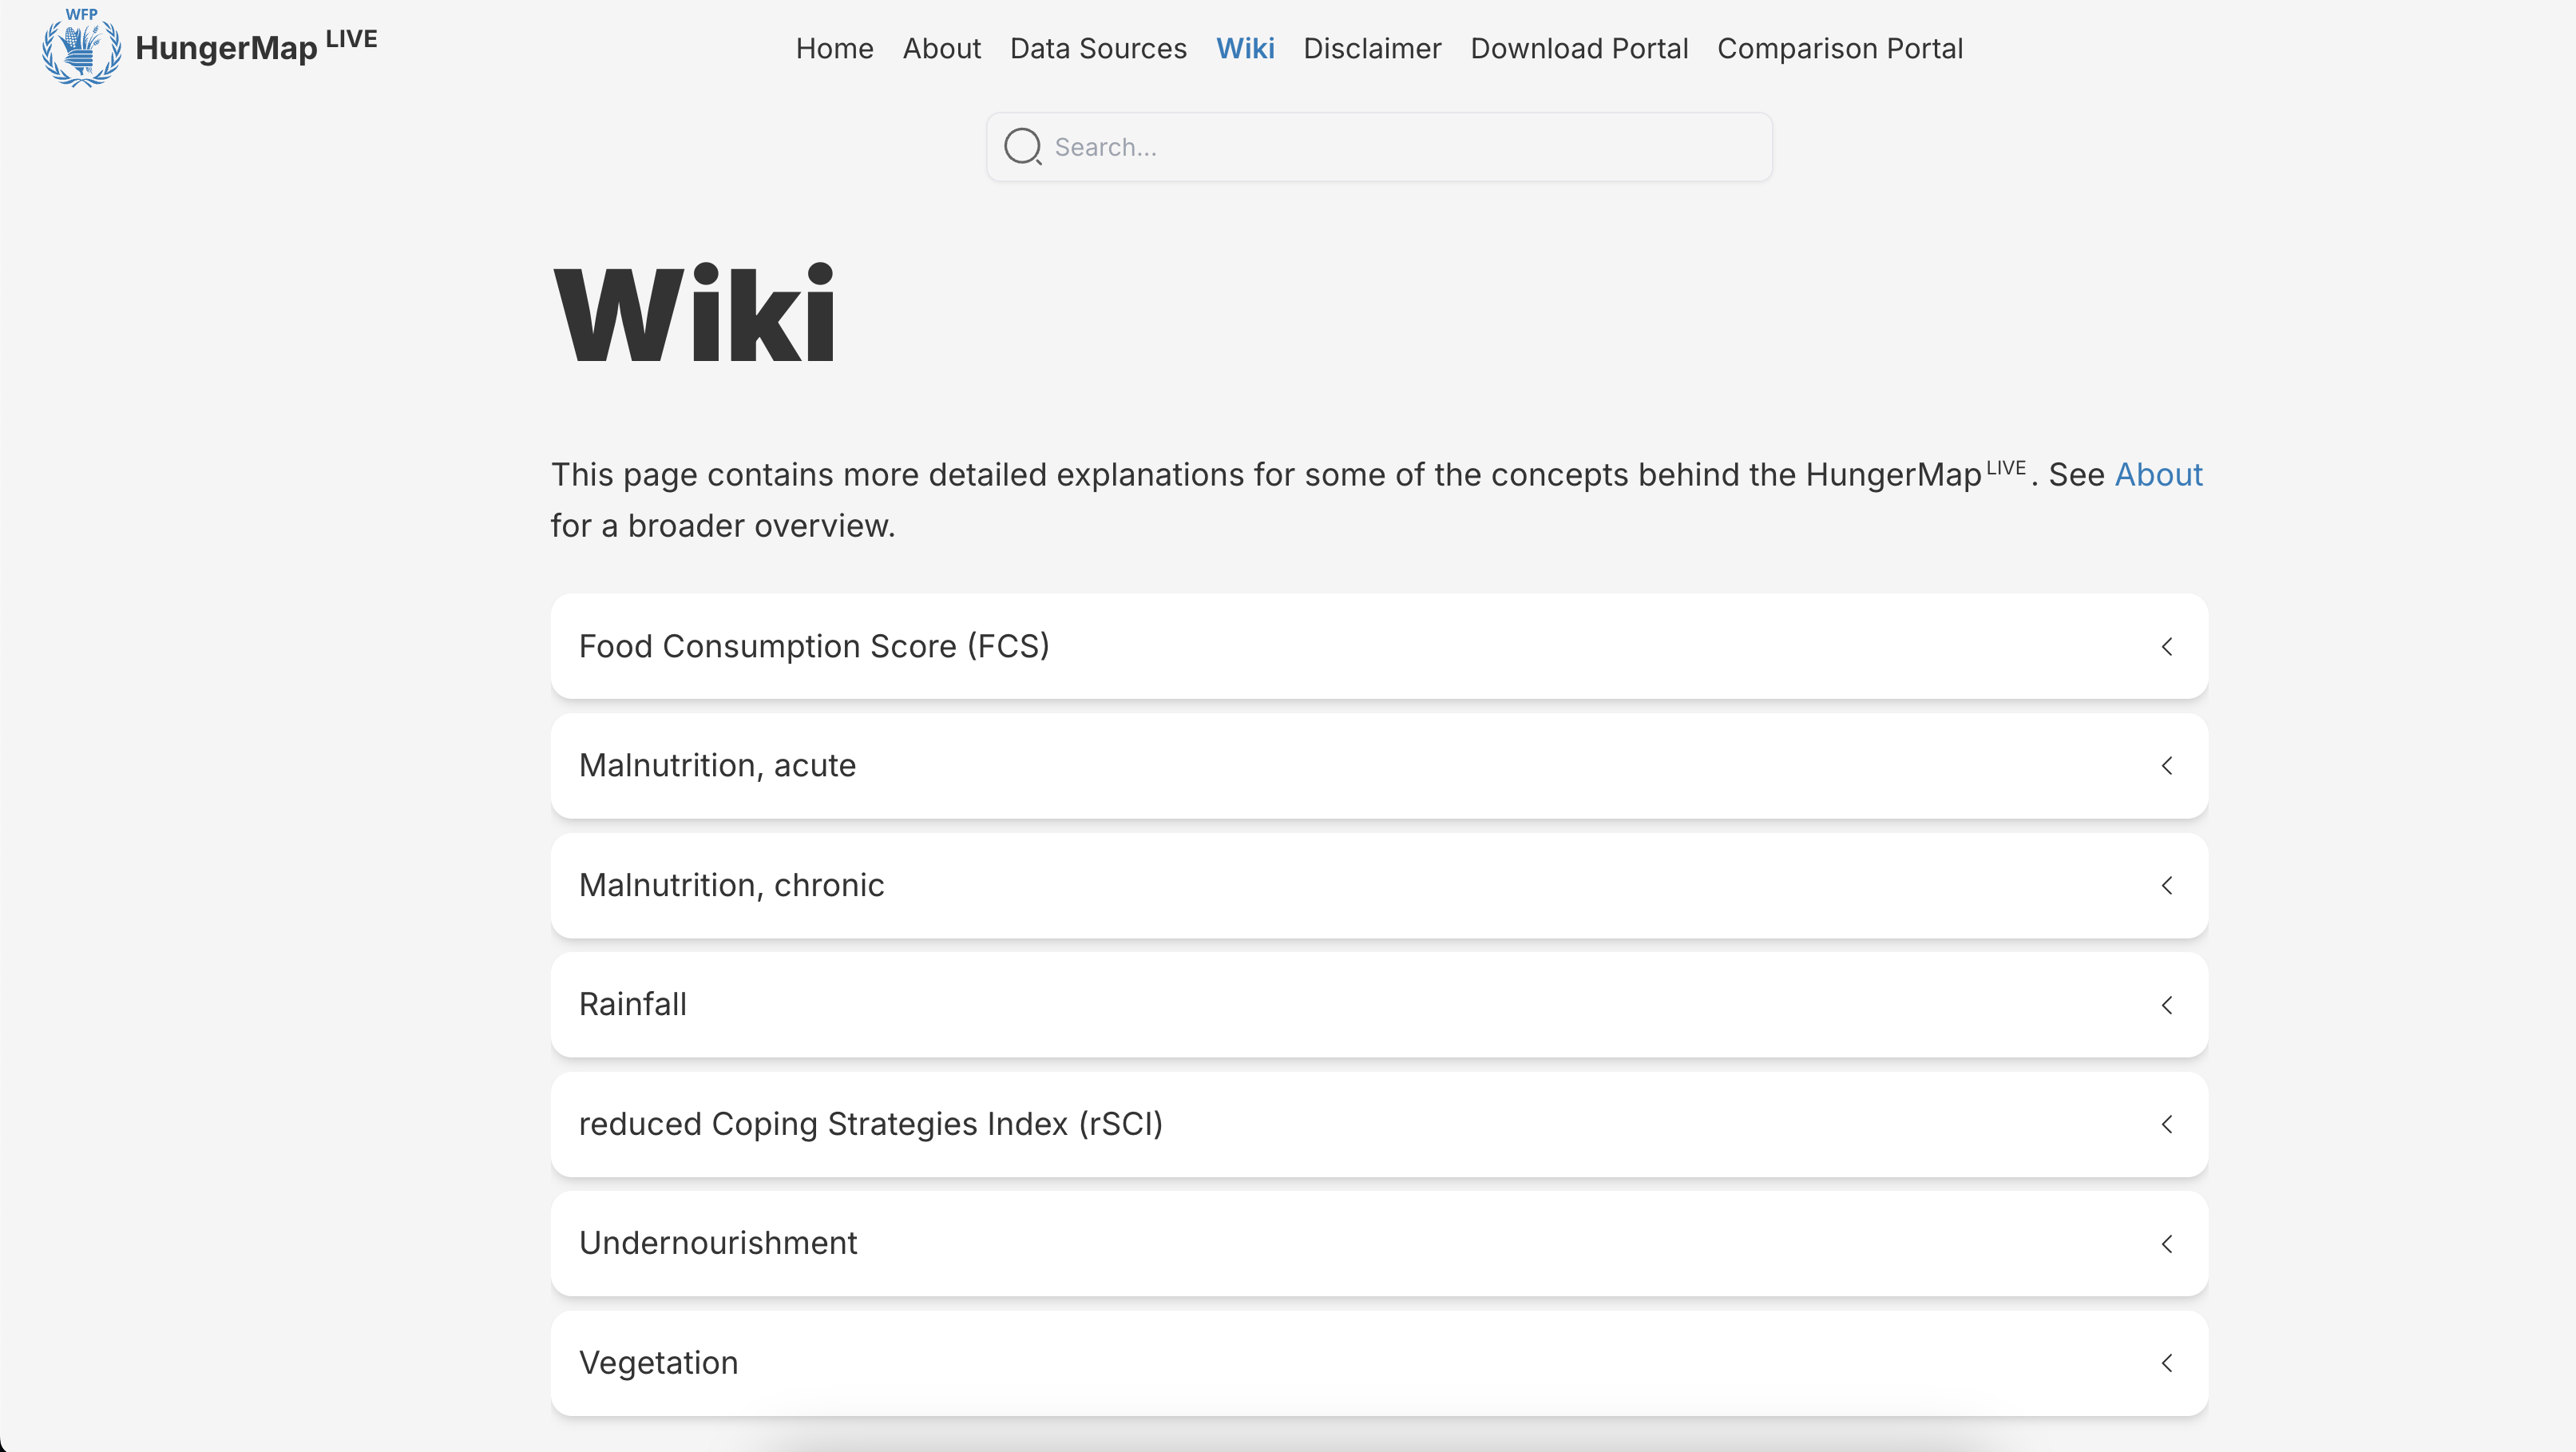 WFP
HungerMap LIVE
Home About Data Sources Wiki Disclaimer Download Portal Comparison Portal
Search...
Wiki
This page contains more detailed explanations for some of the concepts behind the HungerMap LIVE. See About
for a broader overview.
Food Consumption Score (FCS)
Malnutrition, acute
Malnutrition, chronic
Rainfall
reduced Coping Strategies Index (rSCI)
Undernourishment
Vegetation